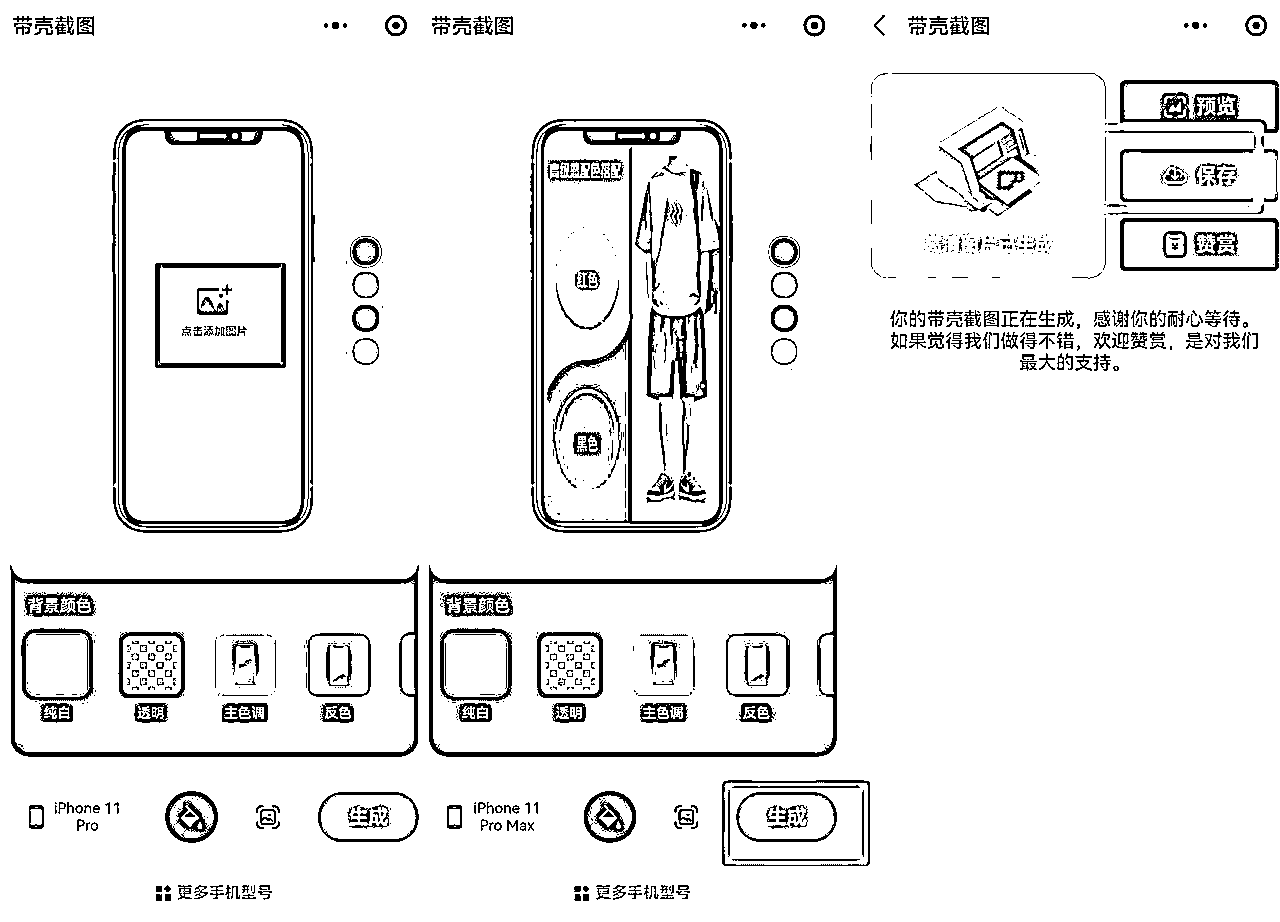 带壳截图
点击添加图片
背景颜色
纯白
透明
主色调
反色
iPhone 11
Pro
生成
更多手机型号
带壳截图
红色
黑色
背景颜色
纯白
透明
主色调
反色
iPhone 11
Pro Max
生成
更多手机型号
带壳截图
预览
保存
赞赏
你的带壳截图正在生成，感谢你的耐心等待。
如果觉得我们做得不错，欢迎赞赏，是对我们
最大的支持。